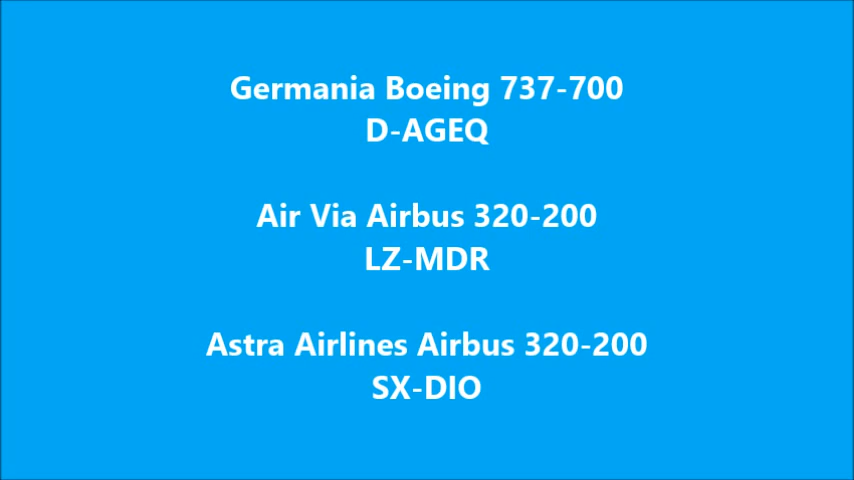 Germania Boeing 737-700
D-AGEQ
Air Via Airbus 320-200
LZ-MDR
Astra Airlines Airbus 320-200
SX-DIO